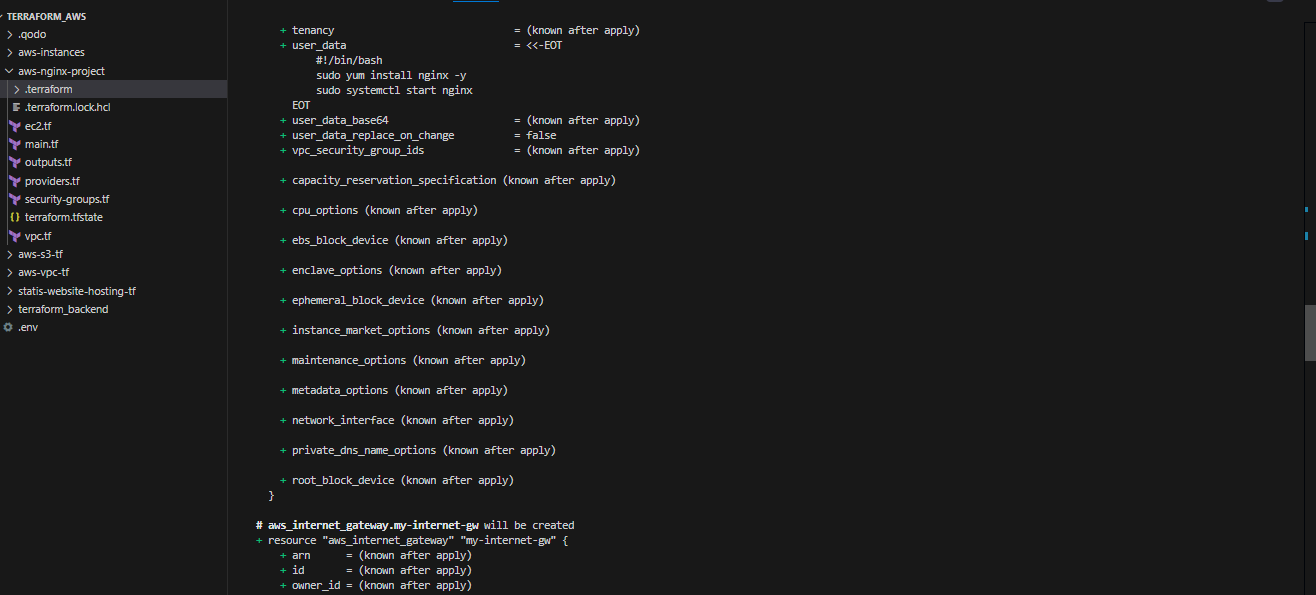 TERRAFORM_AWS
.qodo
aws-instances
aws-nginx-project
.terraform
.terraform.lock.hcl
ec2.tf
main.tf
outputs.tf
providers.tf
security-groups.tf
{} terraform.tfstate
vpc.tf
aws-s3-tf
aws-vpc-tf
statis-website-hosting-tf
terraform_backend
.env
+ tenancy = (known after apply)
+ user_data = <<-EOT
#!/bin/bash
sudo yum install nginx -y
sudo systemctl start nginx
EOT
+ user_data_base64 = (known after apply)
+ user_data_replace_on_change = false
+ vpc_security_group_ids = (known after apply)
+ capacity_reservation_specification (known after apply)
+ cpu_options (known after apply)
+ ebs_block_device (known after apply)
+ enclave_options (known after apply)
+ ephemeral_block_device (known after apply)
+ instance_market_options (known after apply)
+ maintenance_options (known after apply)
+ metadata_options (known after apply)
+ network_interface (known after apply)
+ private_dns_name_options (known after apply)
+ root_block_device (known after apply)
}
# aws_internet_gateway.my-internet-gw will be created
+ resource "aws_internet_gateway" "my-internet-gw" {
+ arn = (known after apply)
+ id = (known after apply)
+ owner_id = (known after apply)